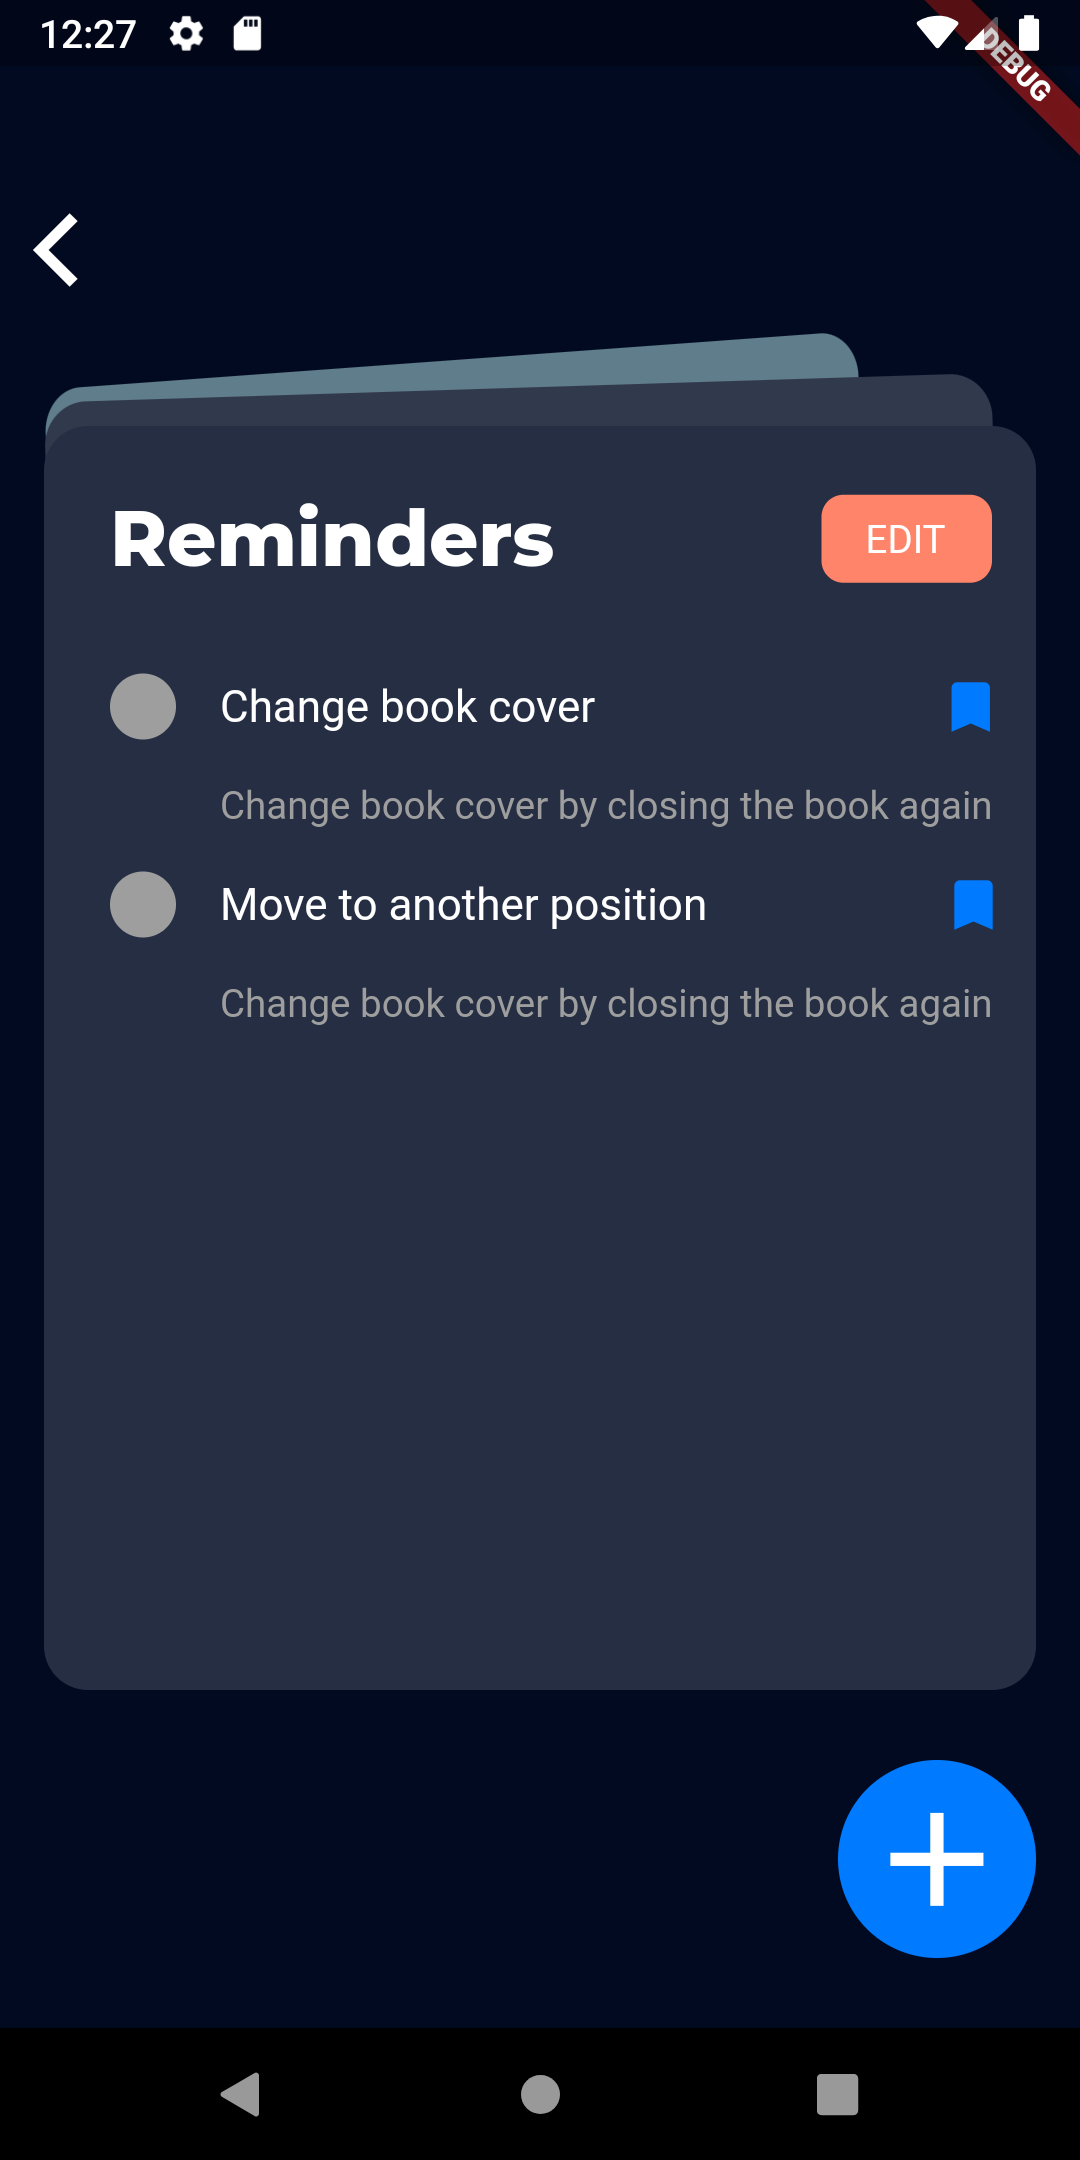 12:27
DEBUG
Reminders
EDIT
Change book cover
Change book cover by closing the book again
Move to another position
Change book cover by closing the book again